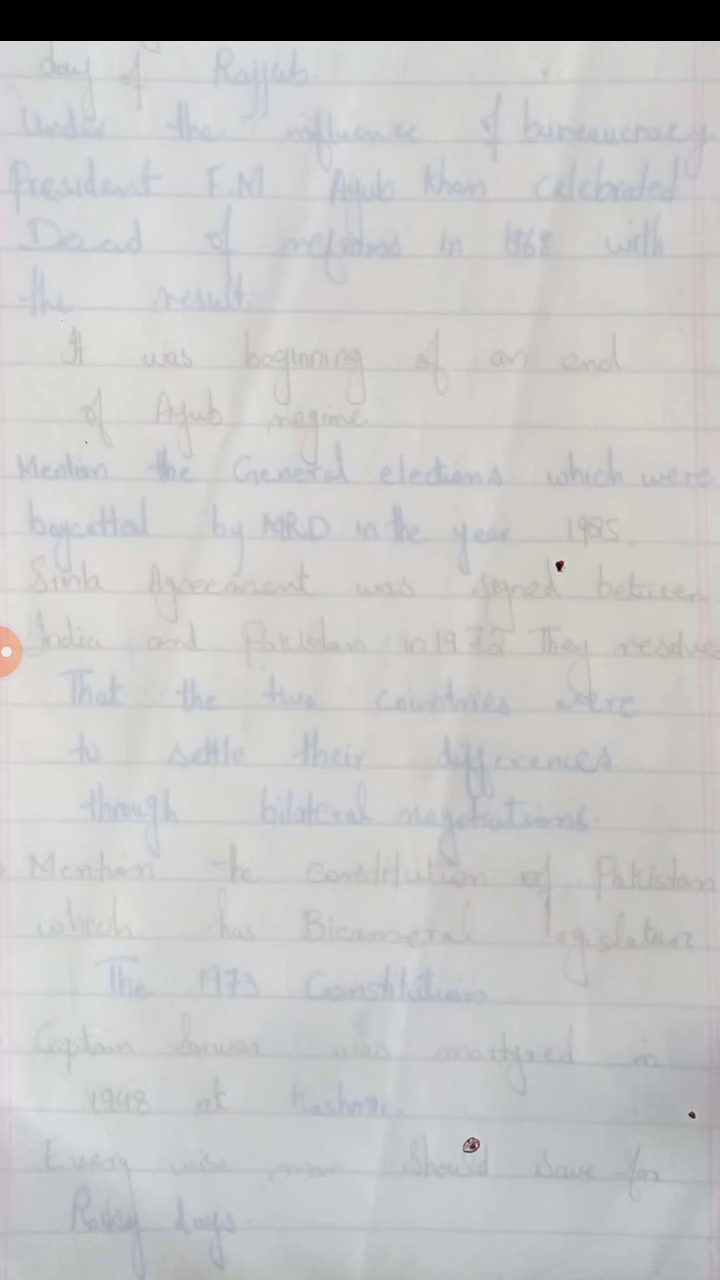 day of Rajjab.
Under the influence of bureaucracy
President F.M Ayub Khan celebrated
Decad of reforms in 1968 with
the result.
It was beginning of an end
of Ayub regime.
Mention the General elections which were
boycotted by MRD in the year 1985.
Simla Agreement was signed between
India and Pakistan in 1972 They resolve
That the two countries were
to settle their differences
through bilateral negotiations.
Mention the constitution of Pakistan
which has Bicameral legislature
The 1973 Constitution
Captain Sarwar was martyred in
1948 at Kashmir.
Every wise man should save for
Rainy days.